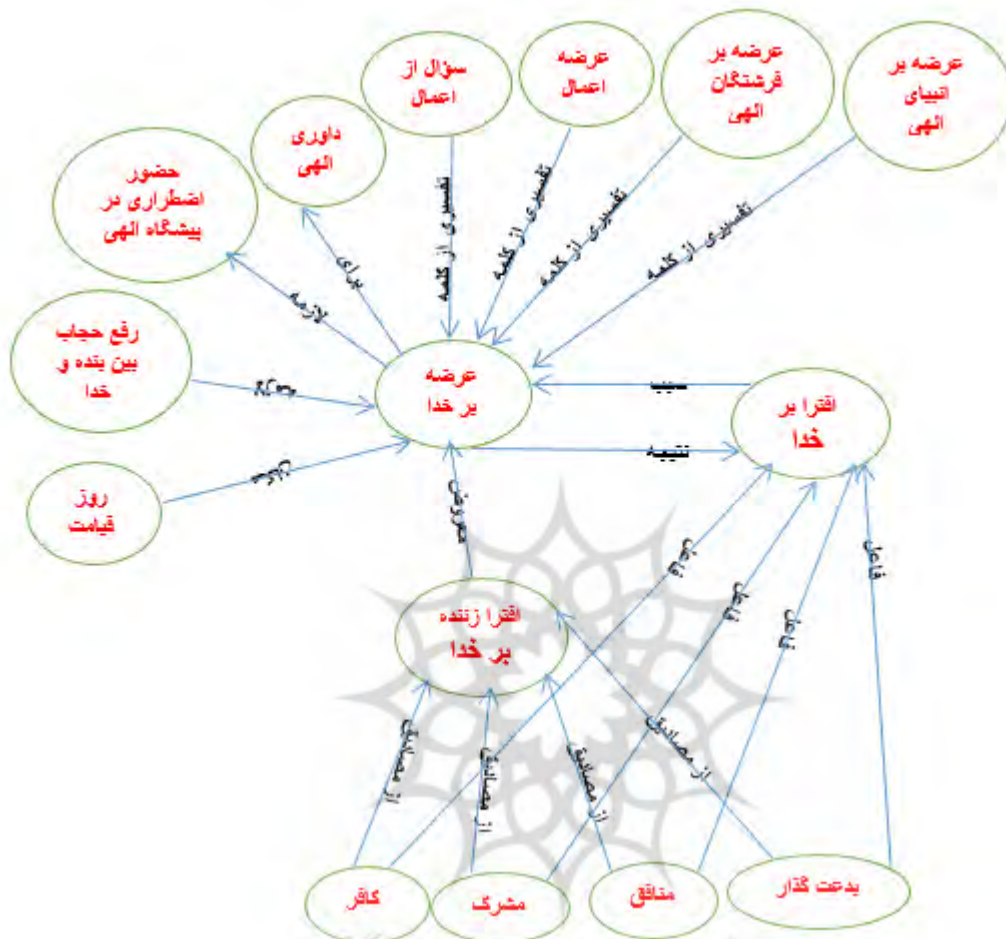 عرضه بر
انبیای
الهی
عرضه بر
فرشتگان
الهی
عرضه
اعمال
سؤال از
اعمال
داوری
الهی
حضور
اضطراری در
پیشگاه الهی
رفع حجاب
بین بنده و
خدا
روز
قیامت
تفسیری از کلمه
تفسیری از کلمه
تفسیری از کلمه
تفسیری از کلمه
برای
لازمه
عرضه
بر خدا
افترا بر
خدا
نتیجه
معروض
افترا زننده
بر خدا
فاعل
فاعل
فاعل
فاعل
از مصادیق
از مصادیق
از مصادیق
از مصادیق
بدعت گذار
منافق
مشرک
کافر